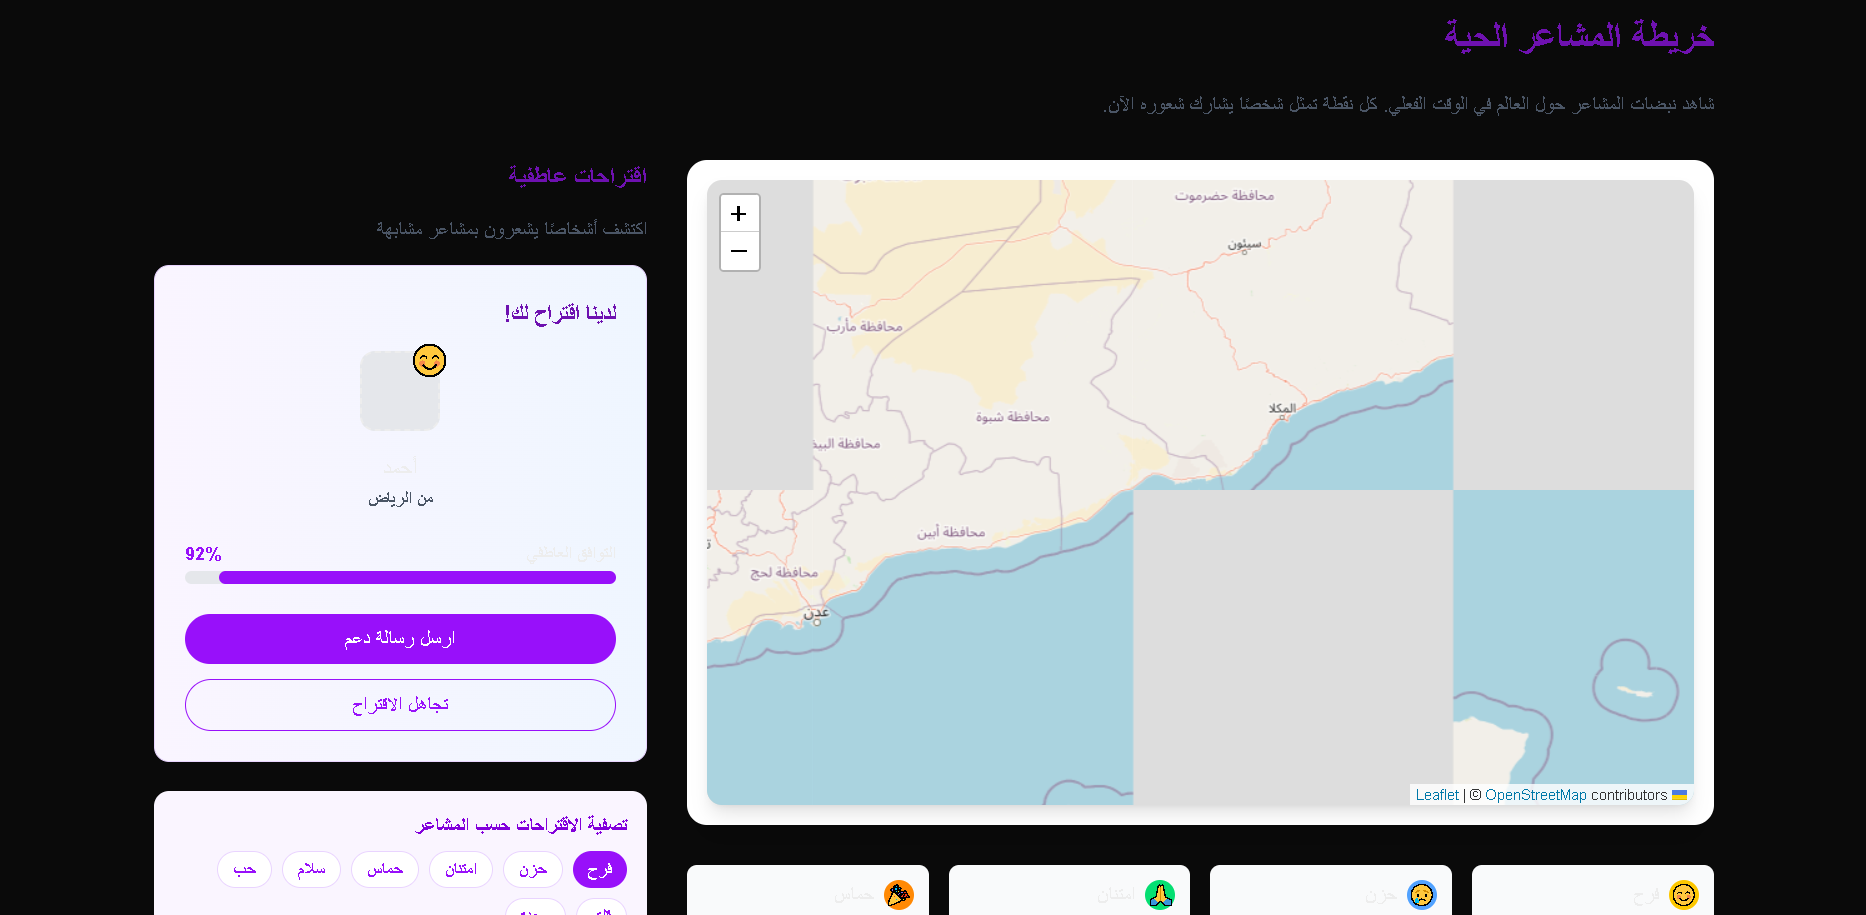 خريطة المشاعر الحية
شاهد نبضات المشاعر حول العالم في الوقت الفعلي. كل نقطة تمثل شخصًا يشارك شعوره الآن.
+
−
محافظة حضرموت
سيئون
محافظة مأرب
المكلا
محافظة شبوة
محافظة البيض
محافظة أبين
محافظة لحج
عدن
Leaflet | © OpenStreetMap contributors
فرح
حزن
امتنان
حماس
اقتراحات عاطفية
اكتشف أشخاصًا يشعرون بمشاعر مشابهة
لدينا اقتراح لك!
أحمد
من الرياض
التوافق العاطفي
92%
ارسل رسالة دعم
تجاهل الاقتراح
تصفية الاقتراحات حسب المشاعر
فرح
حزن
امتنان
حماس
سلام
حب